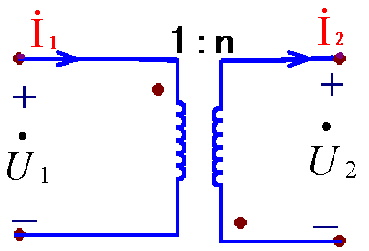 İ₁ 1 : n İ₂
+ +
U̇₁ U̇₂
− −